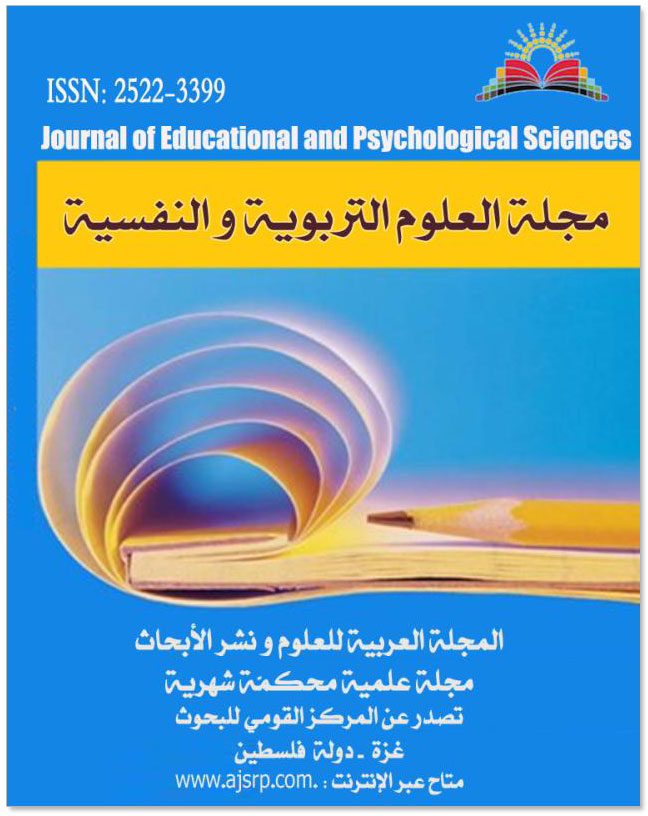 ISSN: 2522-3399
Journal of Educational and Psychological Sciences
مجلة العلوم التربوية و النفسية
المجلة العربية للعلوم و نشر الأبحاث
مجلة علمية محكمة شهرية
تصدر عن المركز القومي للبحوث
غزة - دولة فلسطين
متاح عبر الإنترنت : www.ajsrp.com.